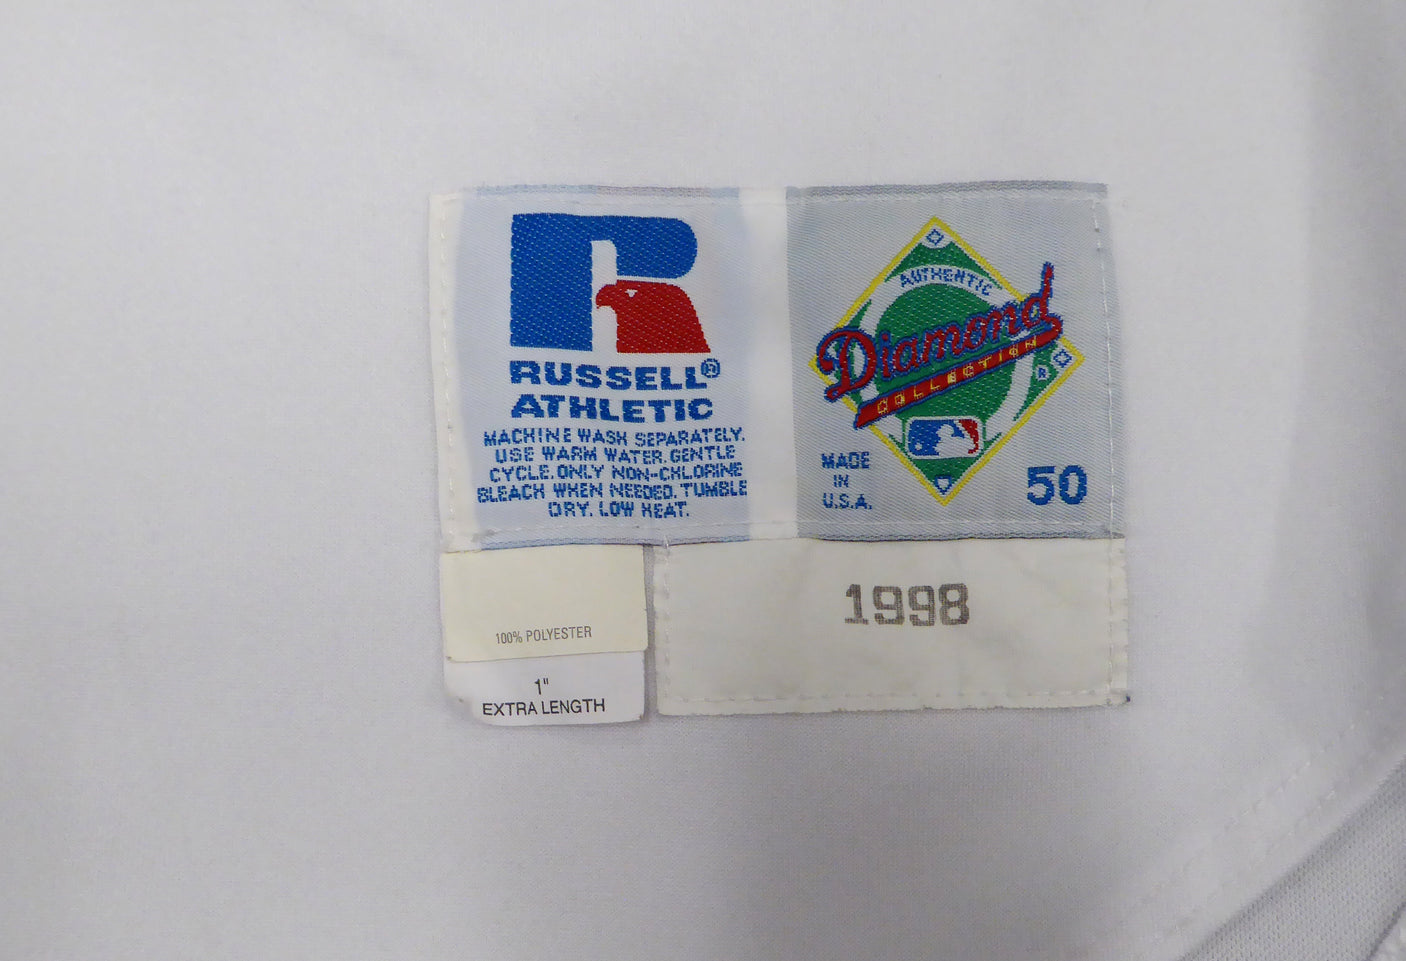 RUSSELL®
ATHLETIC
MACHINE WASH SEPARATELY.
USE WARM WATER. GENTLE
CYCLE. ONLY NON-CHLORINE
BLEACH WHEN NEEDED. TUMBLE
DRY. LOW HEAT.
AUTHENTIC
Diamond
COLLECTION
®
MADE
IN
U.S.A.
50
100% POLYESTER
1"
EXTRA LENGTH
1998